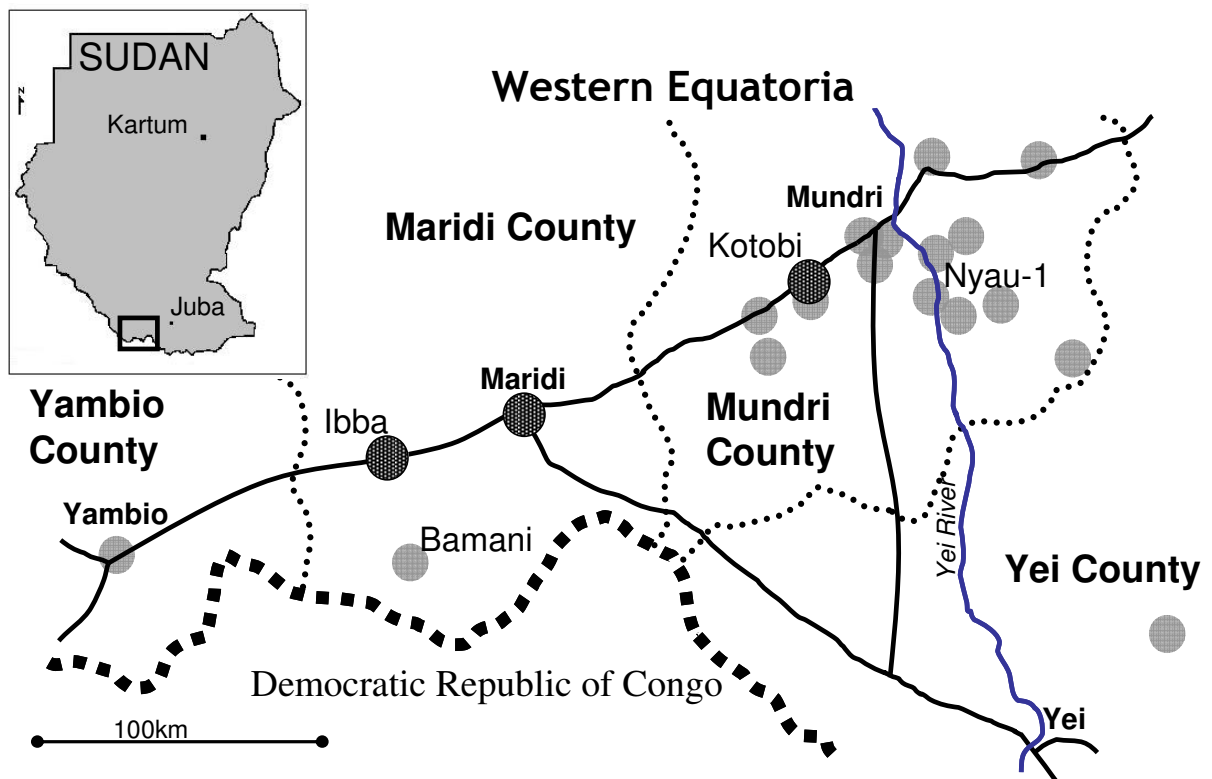 SUDAN
N
Kartum
Juba
Western Equatoria
Mundri
Maridi County
Kotobi
Nyau-1
Maridi
Yambio
County
Ibba
Mundri
County
Yambio
Bamani
Yei River
Yei County
Democratic Republic of Congo
100km
Yei